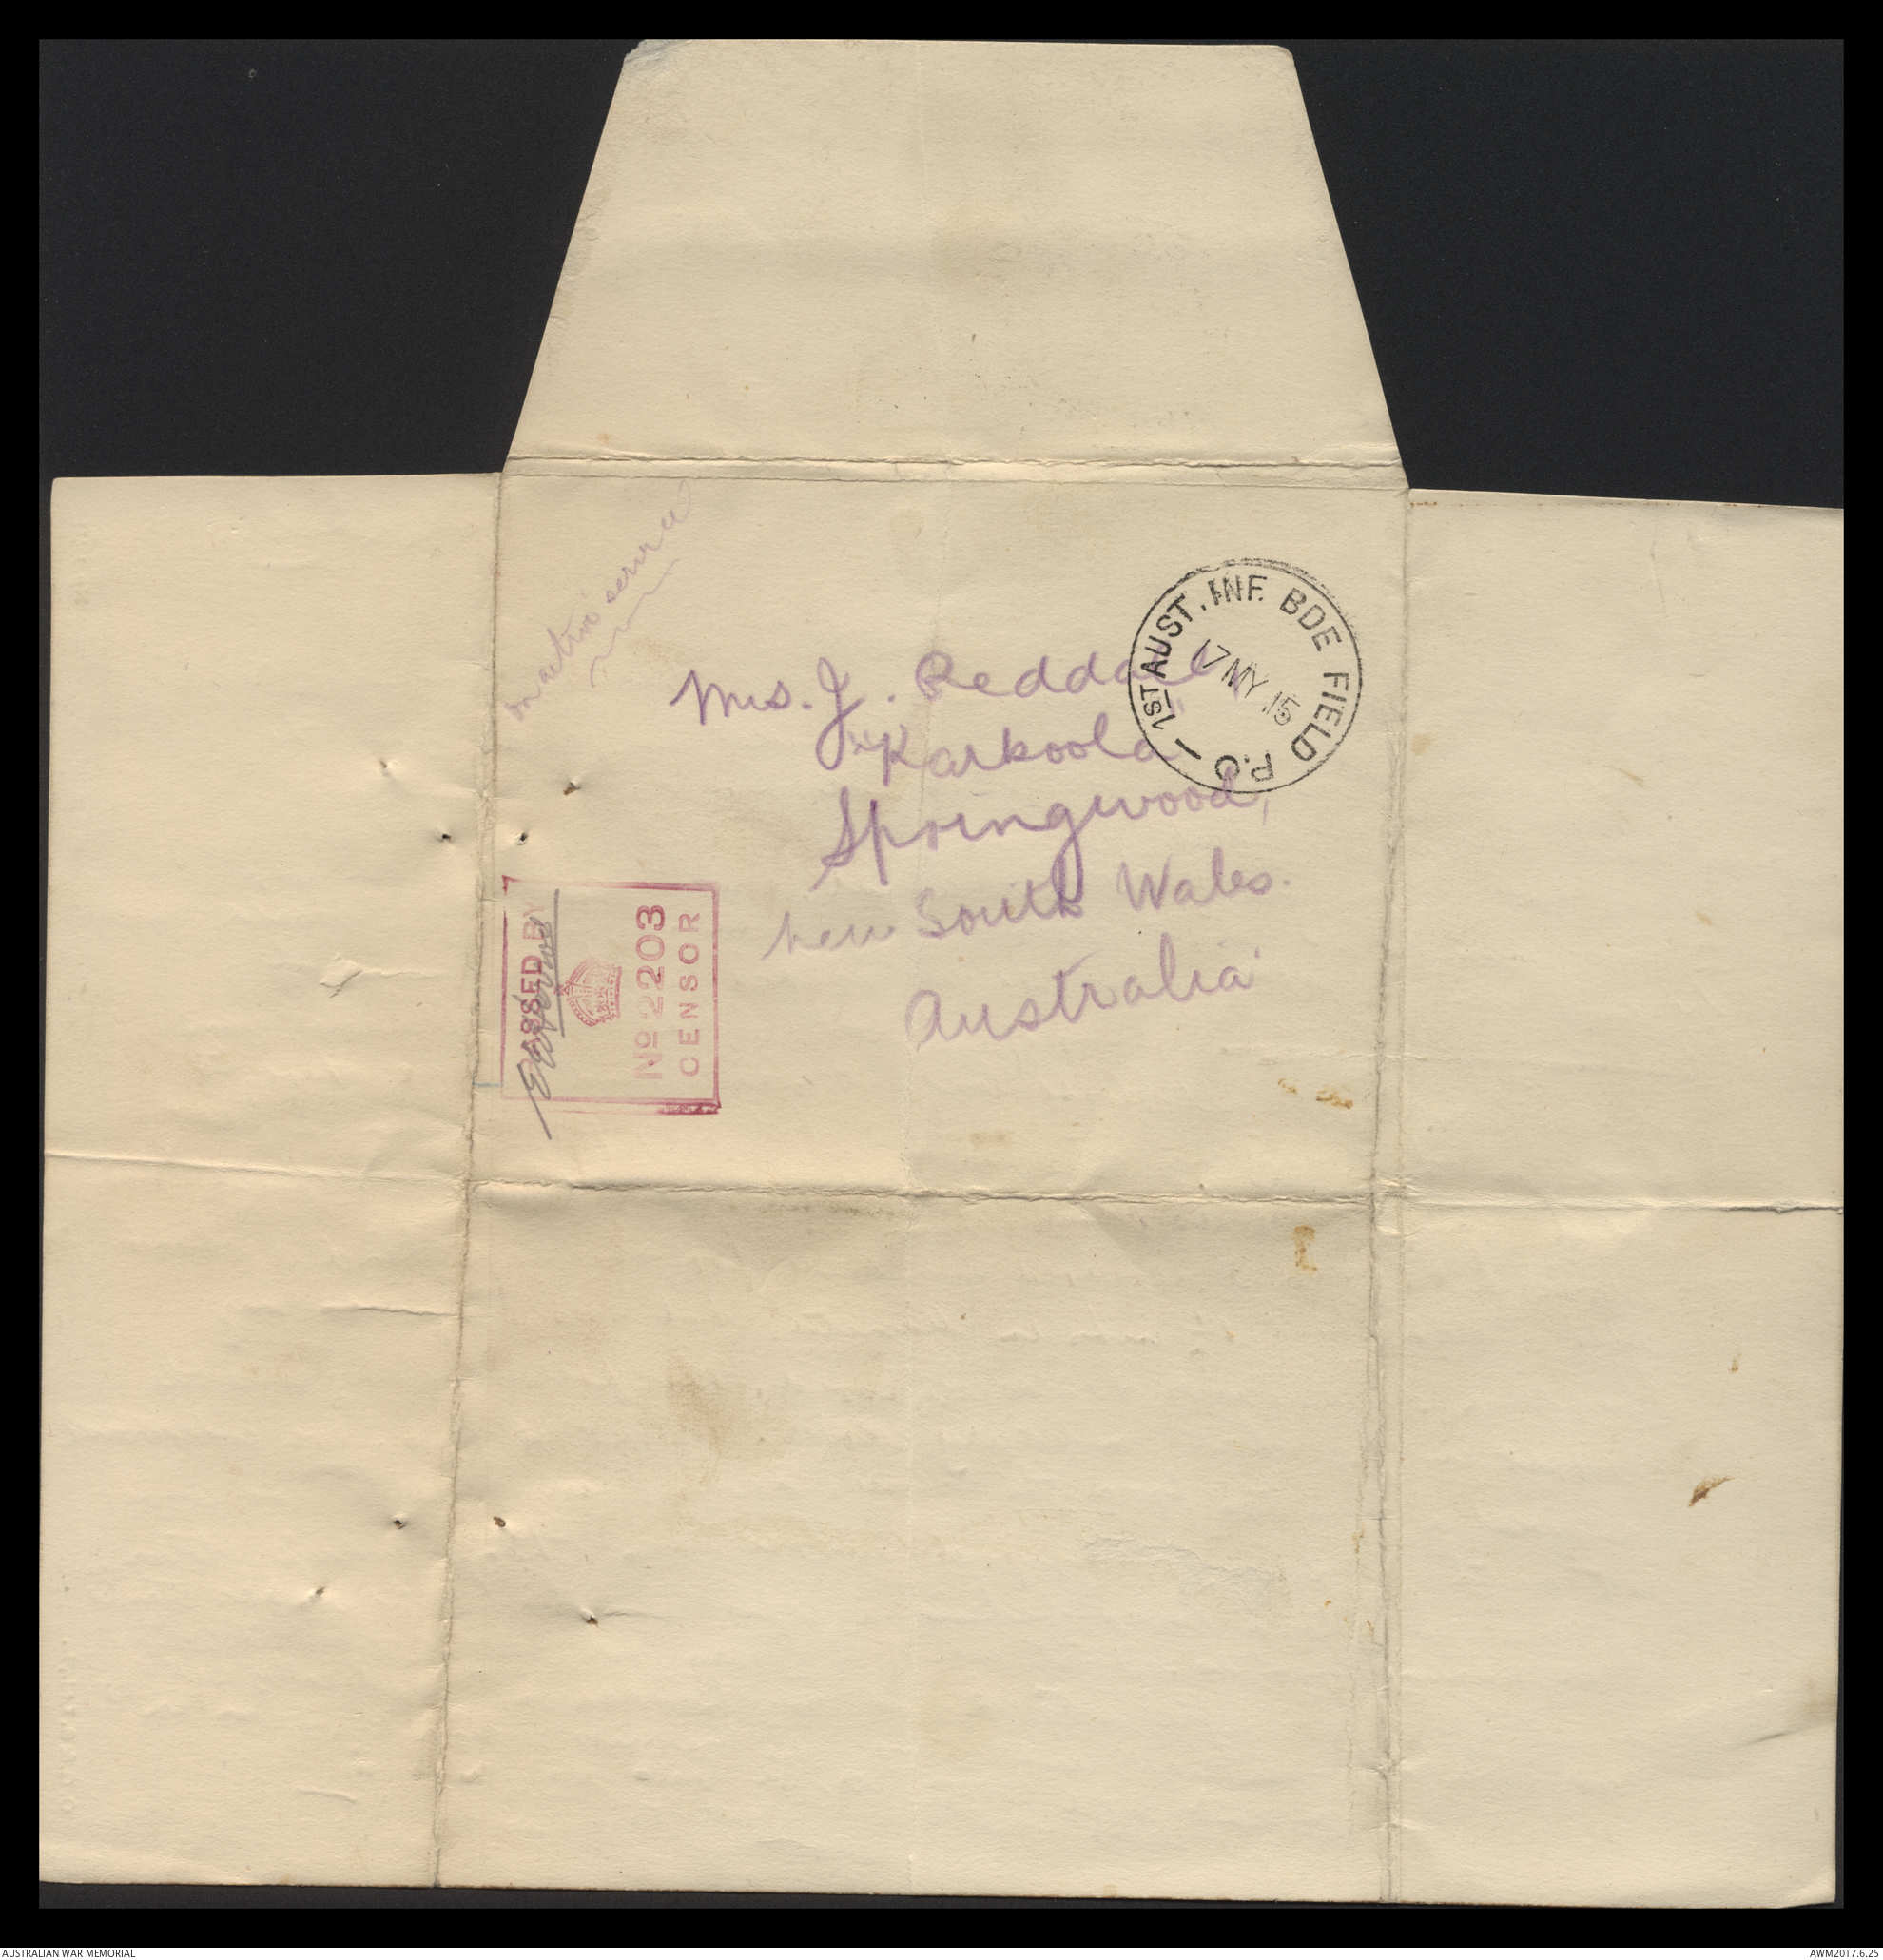 on active service
Mrs. J. Reddall,
"Karkoola"
Springwood,
New South Wales.
Australia
1ST AUST. INF. BDE FIELD P.O –
17 MY .15
PASSED BY
No 2203
CENSOR
AUSTRALIAN WAR MEMORIAL
AWM2017.6.25